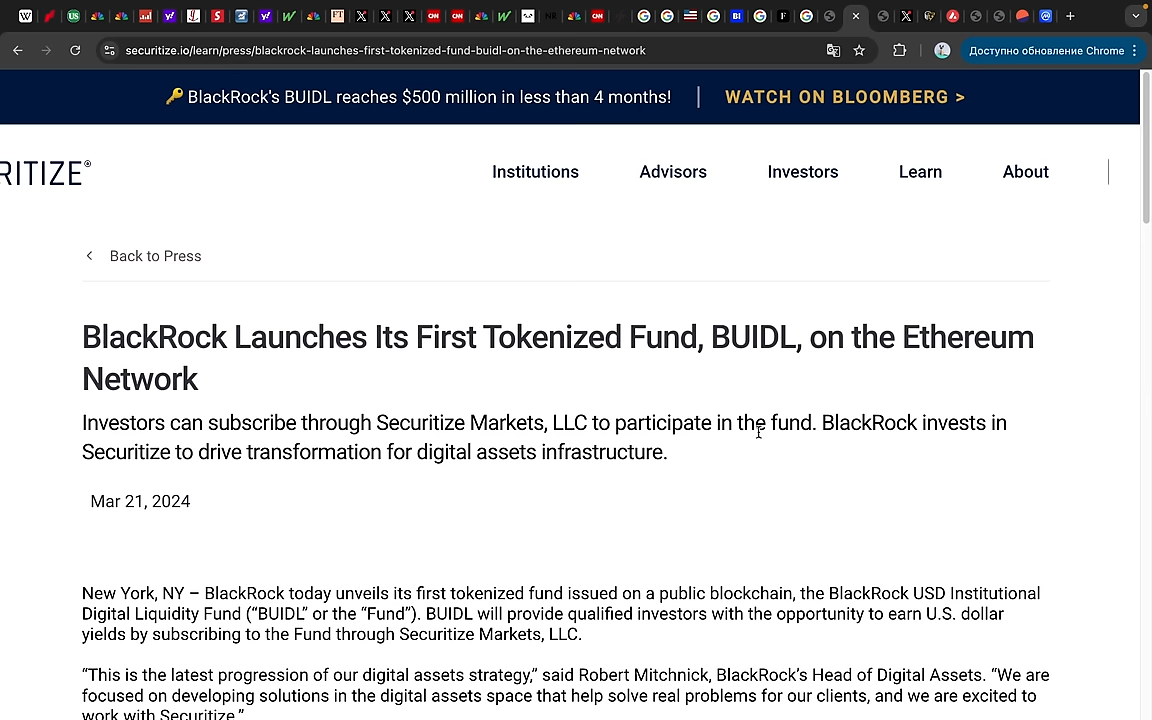 securitize.io/learn/press/blackrock-launches-first-tokenized-fund-buidl-on-the-ethereum-network
Доступно обновление Chrome
BlackRock's BUIDL reaches $500 million in less than 4 months! | WATCH ON BLOOMBERG >
RITIZE®
Institutions Advisors Investors Learn About
Back to Press
BlackRock Launches Its First Tokenized Fund, BUIDL, on the Ethereum
Network
Investors can subscribe through Securitize Markets, LLC to participate in the fund. BlackRock invests in
Securitize to drive transformation for digital assets infrastructure.
Mar 21, 2024
New York, NY – BlackRock today unveils its first tokenized fund issued on a public blockchain, the BlackRock USD Institutional
Digital Liquidity Fund (“BUIDL” or the “Fund”). BUIDL will provide qualified investors with the opportunity to earn U.S. dollar
yields by subscribing to the Fund through Securitize Markets, LLC.
“This is the latest progression of our digital assets strategy,” said Robert Mitchnick, BlackRock’s Head of Digital Assets. “We are
focused on developing solutions in the digital assets space that help solve real problems for our clients, and we are excited to
work with Securitize.”